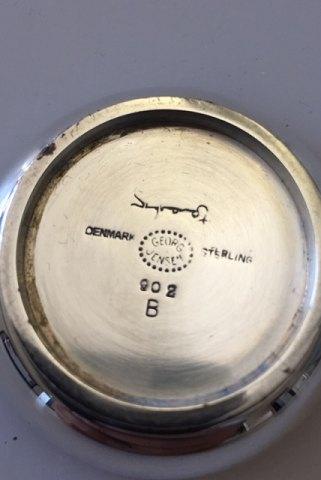 DENMARK GEORG JENSEN STERLING
902
B